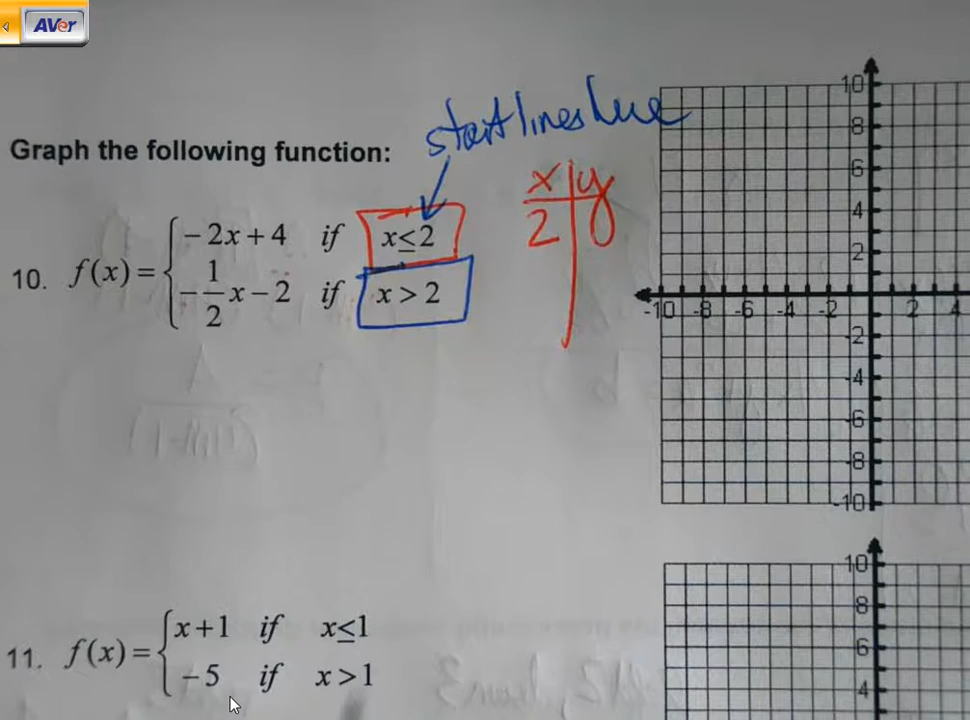 AVer
start lines here
Graph the following function:
x y
2
10. f(x) = { -2x + 4 if x ≤ 2
-1/2 x - 2 if x > 2
10
8
6
4
2
-10 -8 -6 -4 -2 2 4
-2
-4
-6
-8
-10
11. f(x) = { x + 1 if x ≤ 1
-5 if x > 1
10
8
6
4